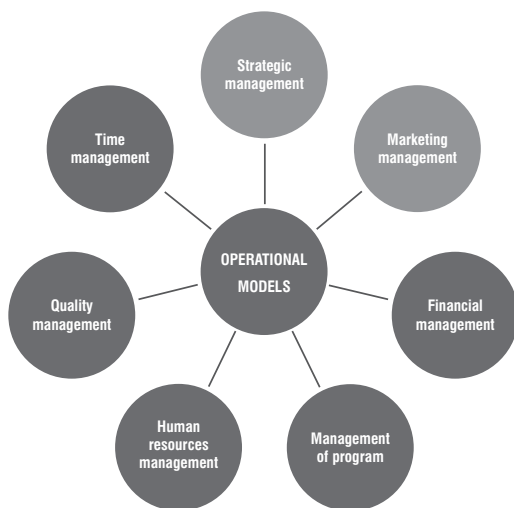 Strategic
management
Time
management
Marketing
management
OPERATIONAL
MODELS
Quality
management
Financial
management
Human
resources
management
Management
of program